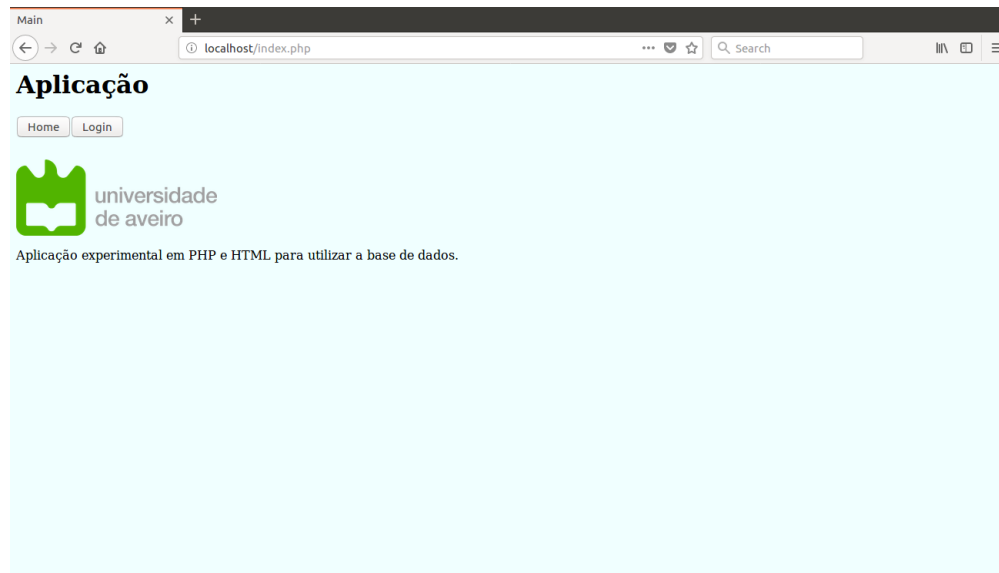 Main
localhost/index.php
Search
Aplicação
Home Login
universidade
de aveiro
Aplicação experimental em PHP e HTML para utilizar a base de dados.